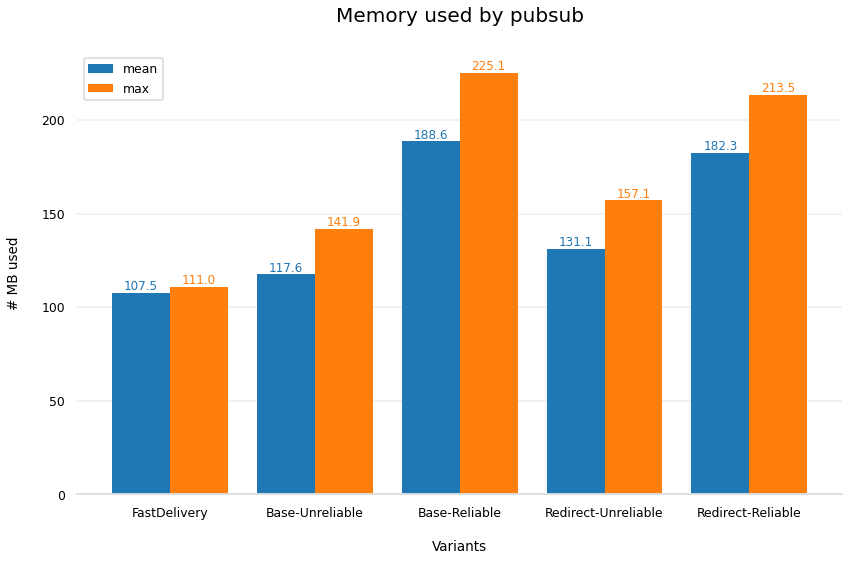 Memory used by pubsub
mean
max
# MB used
200
150
100
50
0
107.5
111.0
117.6
141.9
188.6
225.1
131.1
157.1
182.3
213.5
FastDelivery
Base-Unreliable
Base-Reliable
Redirect-Unreliable
Redirect-Reliable
Variants